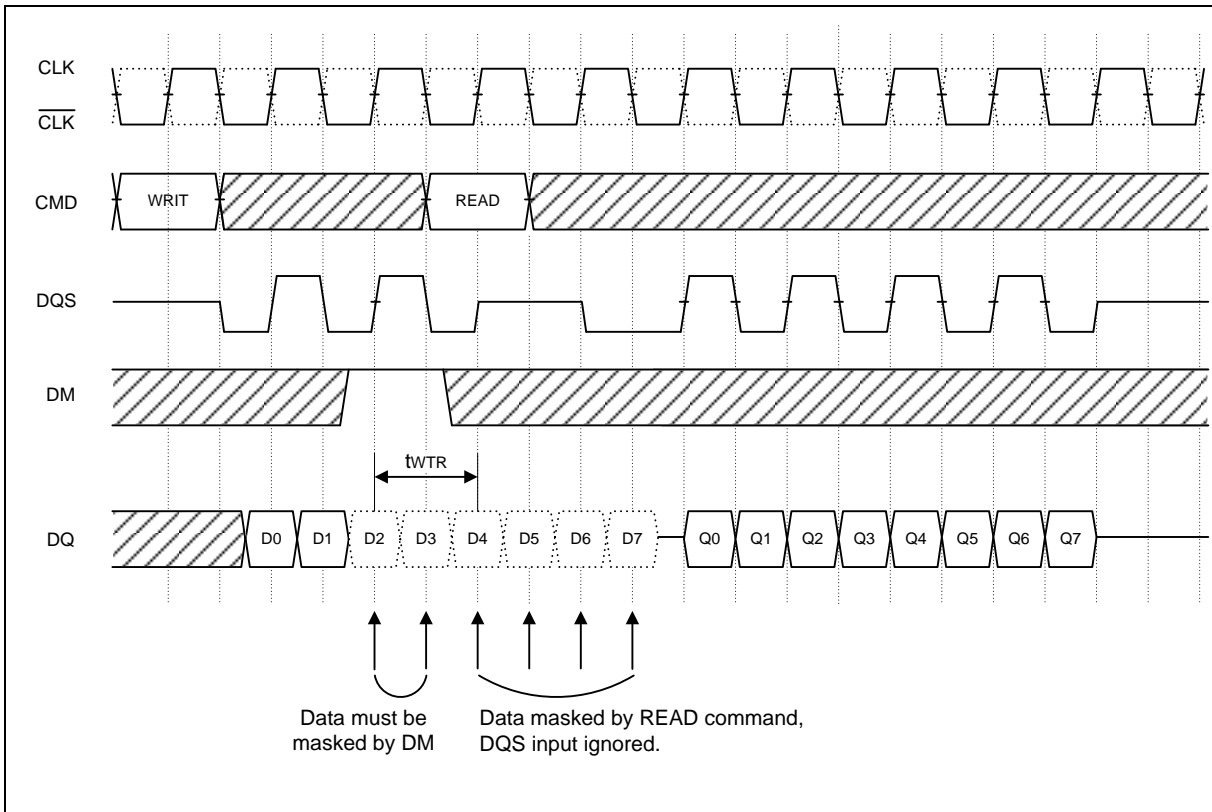 CLK
CLK
CMD WRIT READ
DQS
DM
tWTR
DQ D0 D1 D2 D3 D4 D5 D6 D7 Q0 Q1 Q2 Q3 Q4 Q5 Q6 Q7
Data must be
masked by DM
Data masked by READ command,
DQS input ignored.